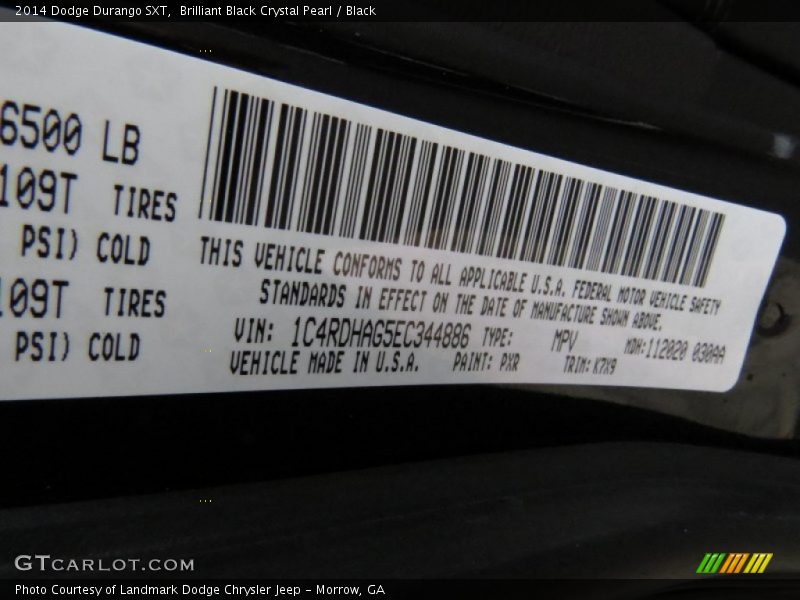 2014 Dodge Durango SXT,  Brilliant Black Crystal Pearl / Black
6500 LB
109T TIRES
PSI) COLD
109T TIRES
PSI) COLD
THIS VEHICLE CONFORMS TO ALL APPLICABLE U.S.A. FEDERAL MOTOR VEHICLE SAFETY
STANDARDS IN EFFECT ON THE DATE OF MANUFACTURE SHOWN ABOVE.
VIN: 1C4RDHAG5EC344886 TYPE: MPV MDH:112020 030AA
VEHICLE MADE IN U.S.A. PAINT: PXR TRIM:K7X9
GTCARLOT.COM
Photo Courtesy of Landmark Dodge Chrysler Jeep - Morrow, GA